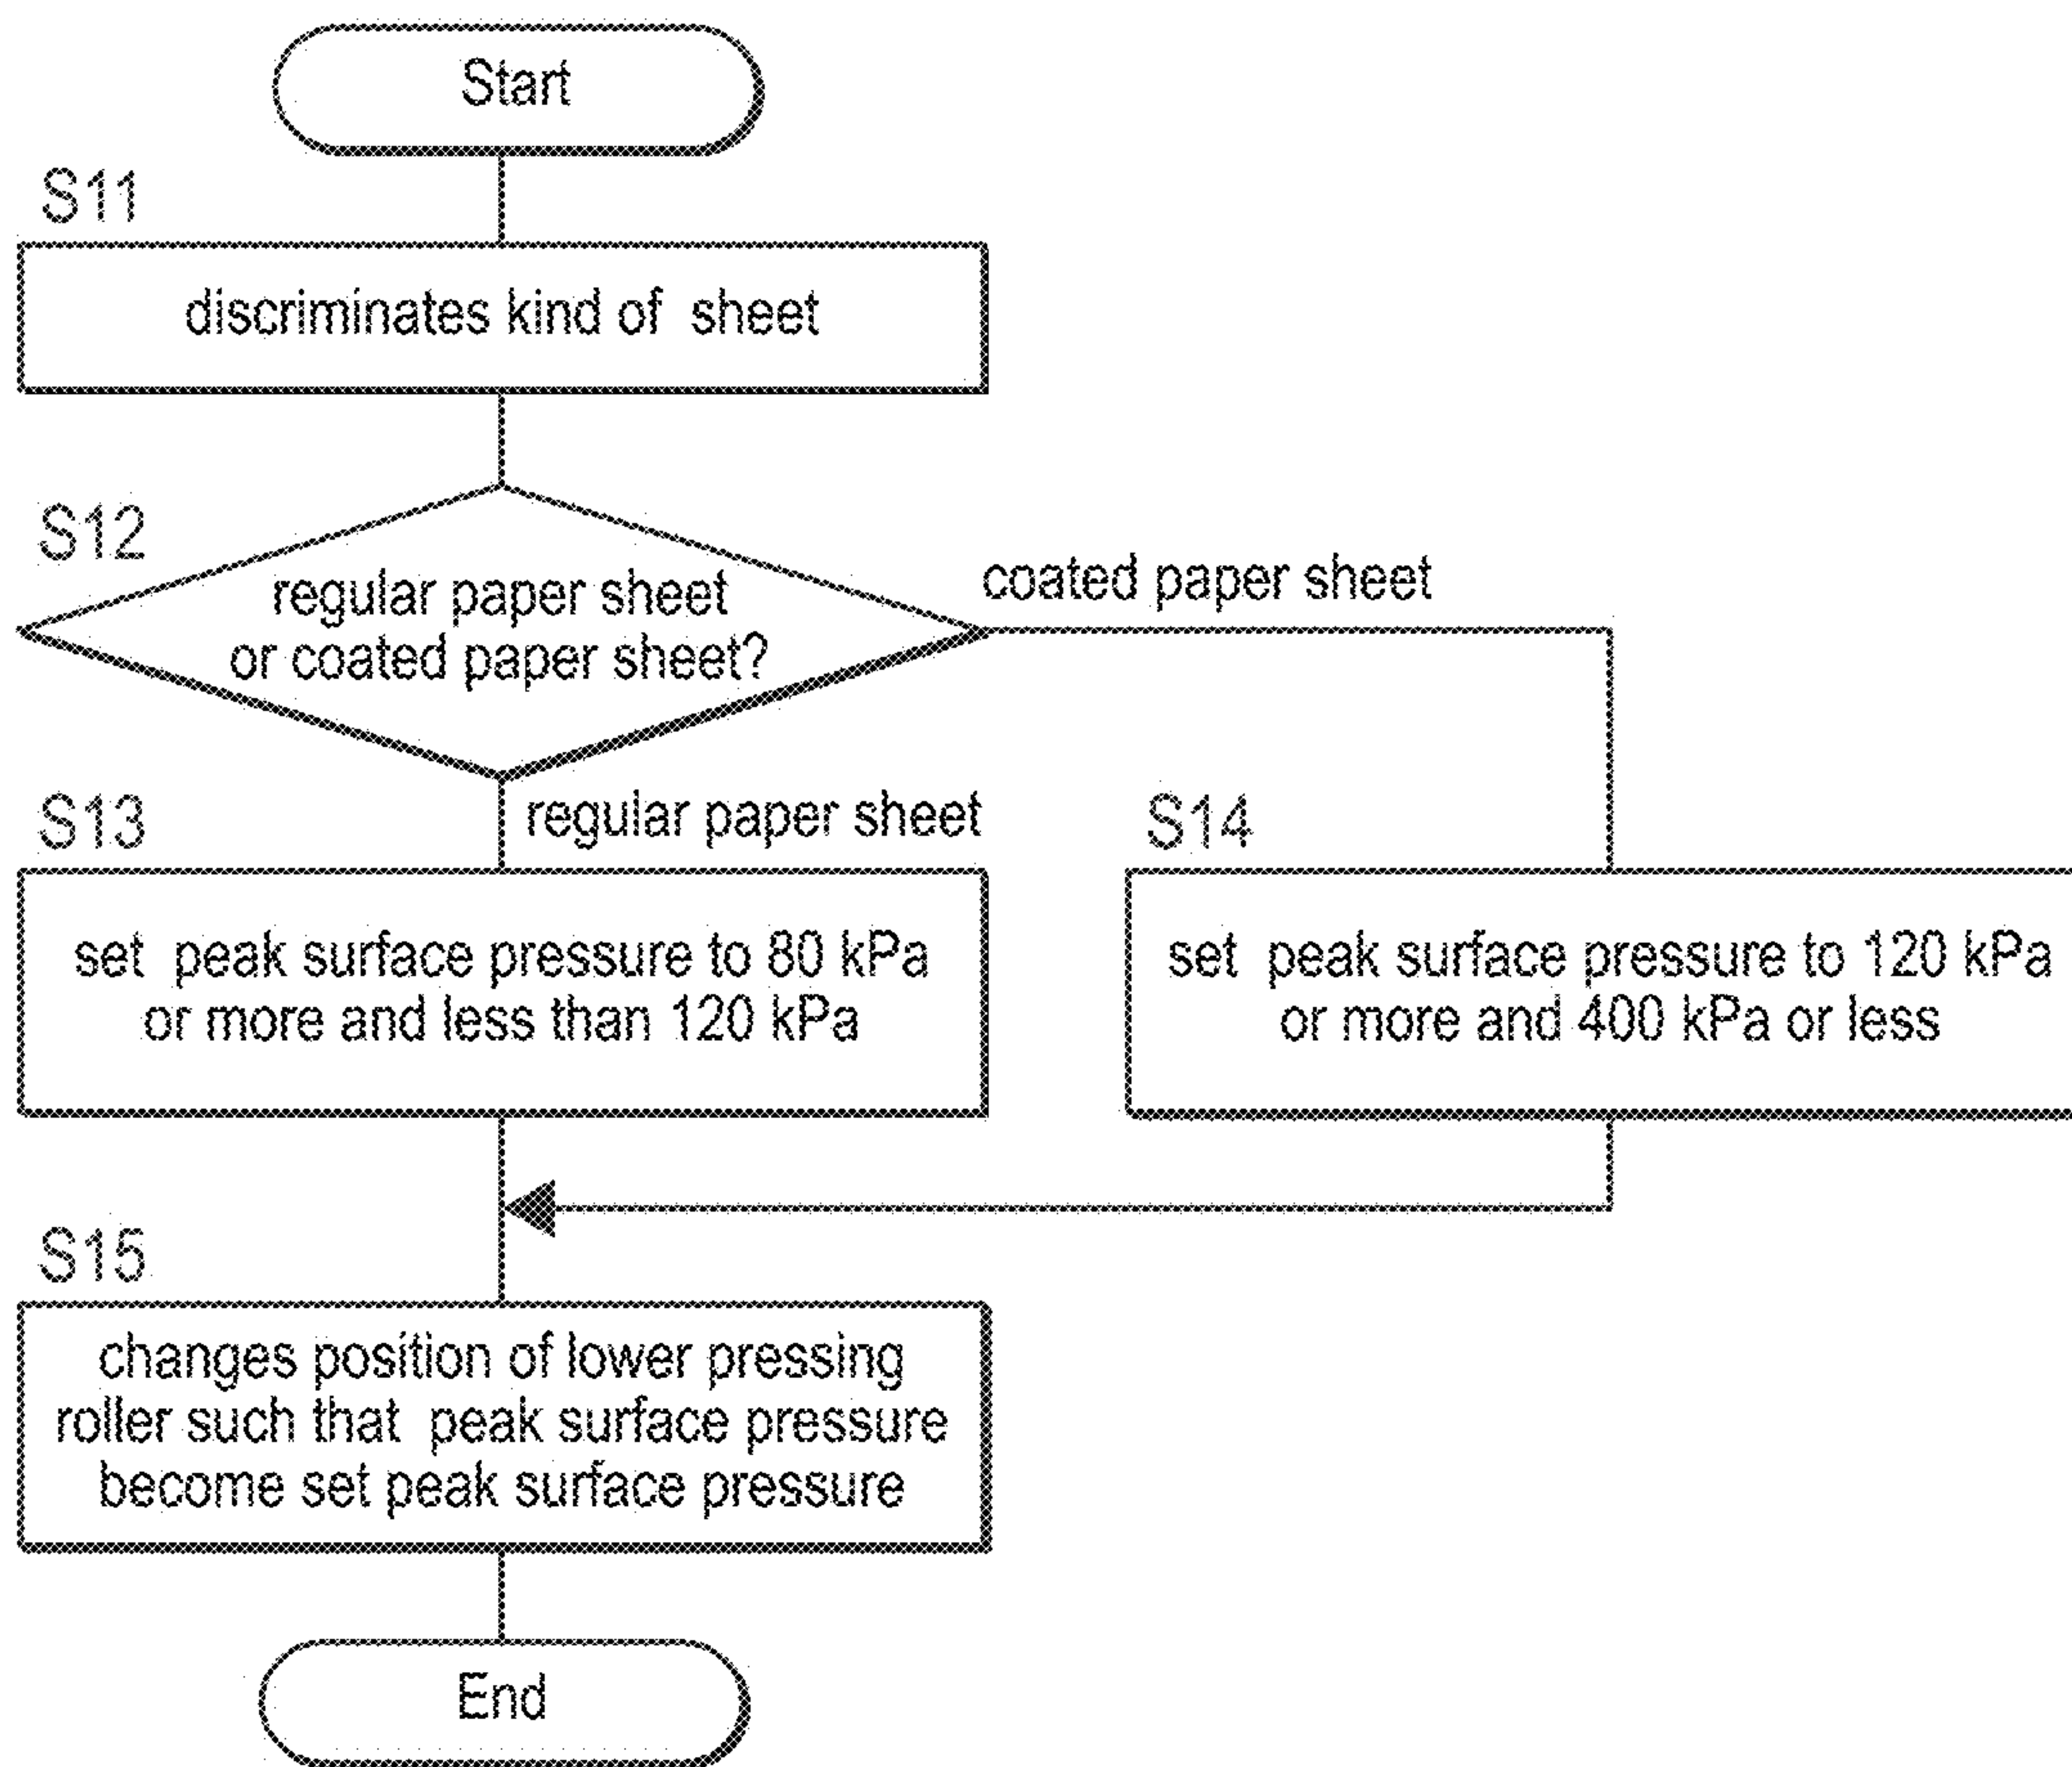 Start
S11
discriminates kind of sheet
S12
regular paper sheet
or coated paper sheet?
coated paper sheet
S13
regular paper sheet
set peak surface pressure to 80 kPa
or more and less than 120 kPa
S14
set peak surface pressure to 120 kPa
or more and 400 kPa or less
S15
changes position of lower pressing
roller such that peak surface pressure
become set peak surface pressure
End